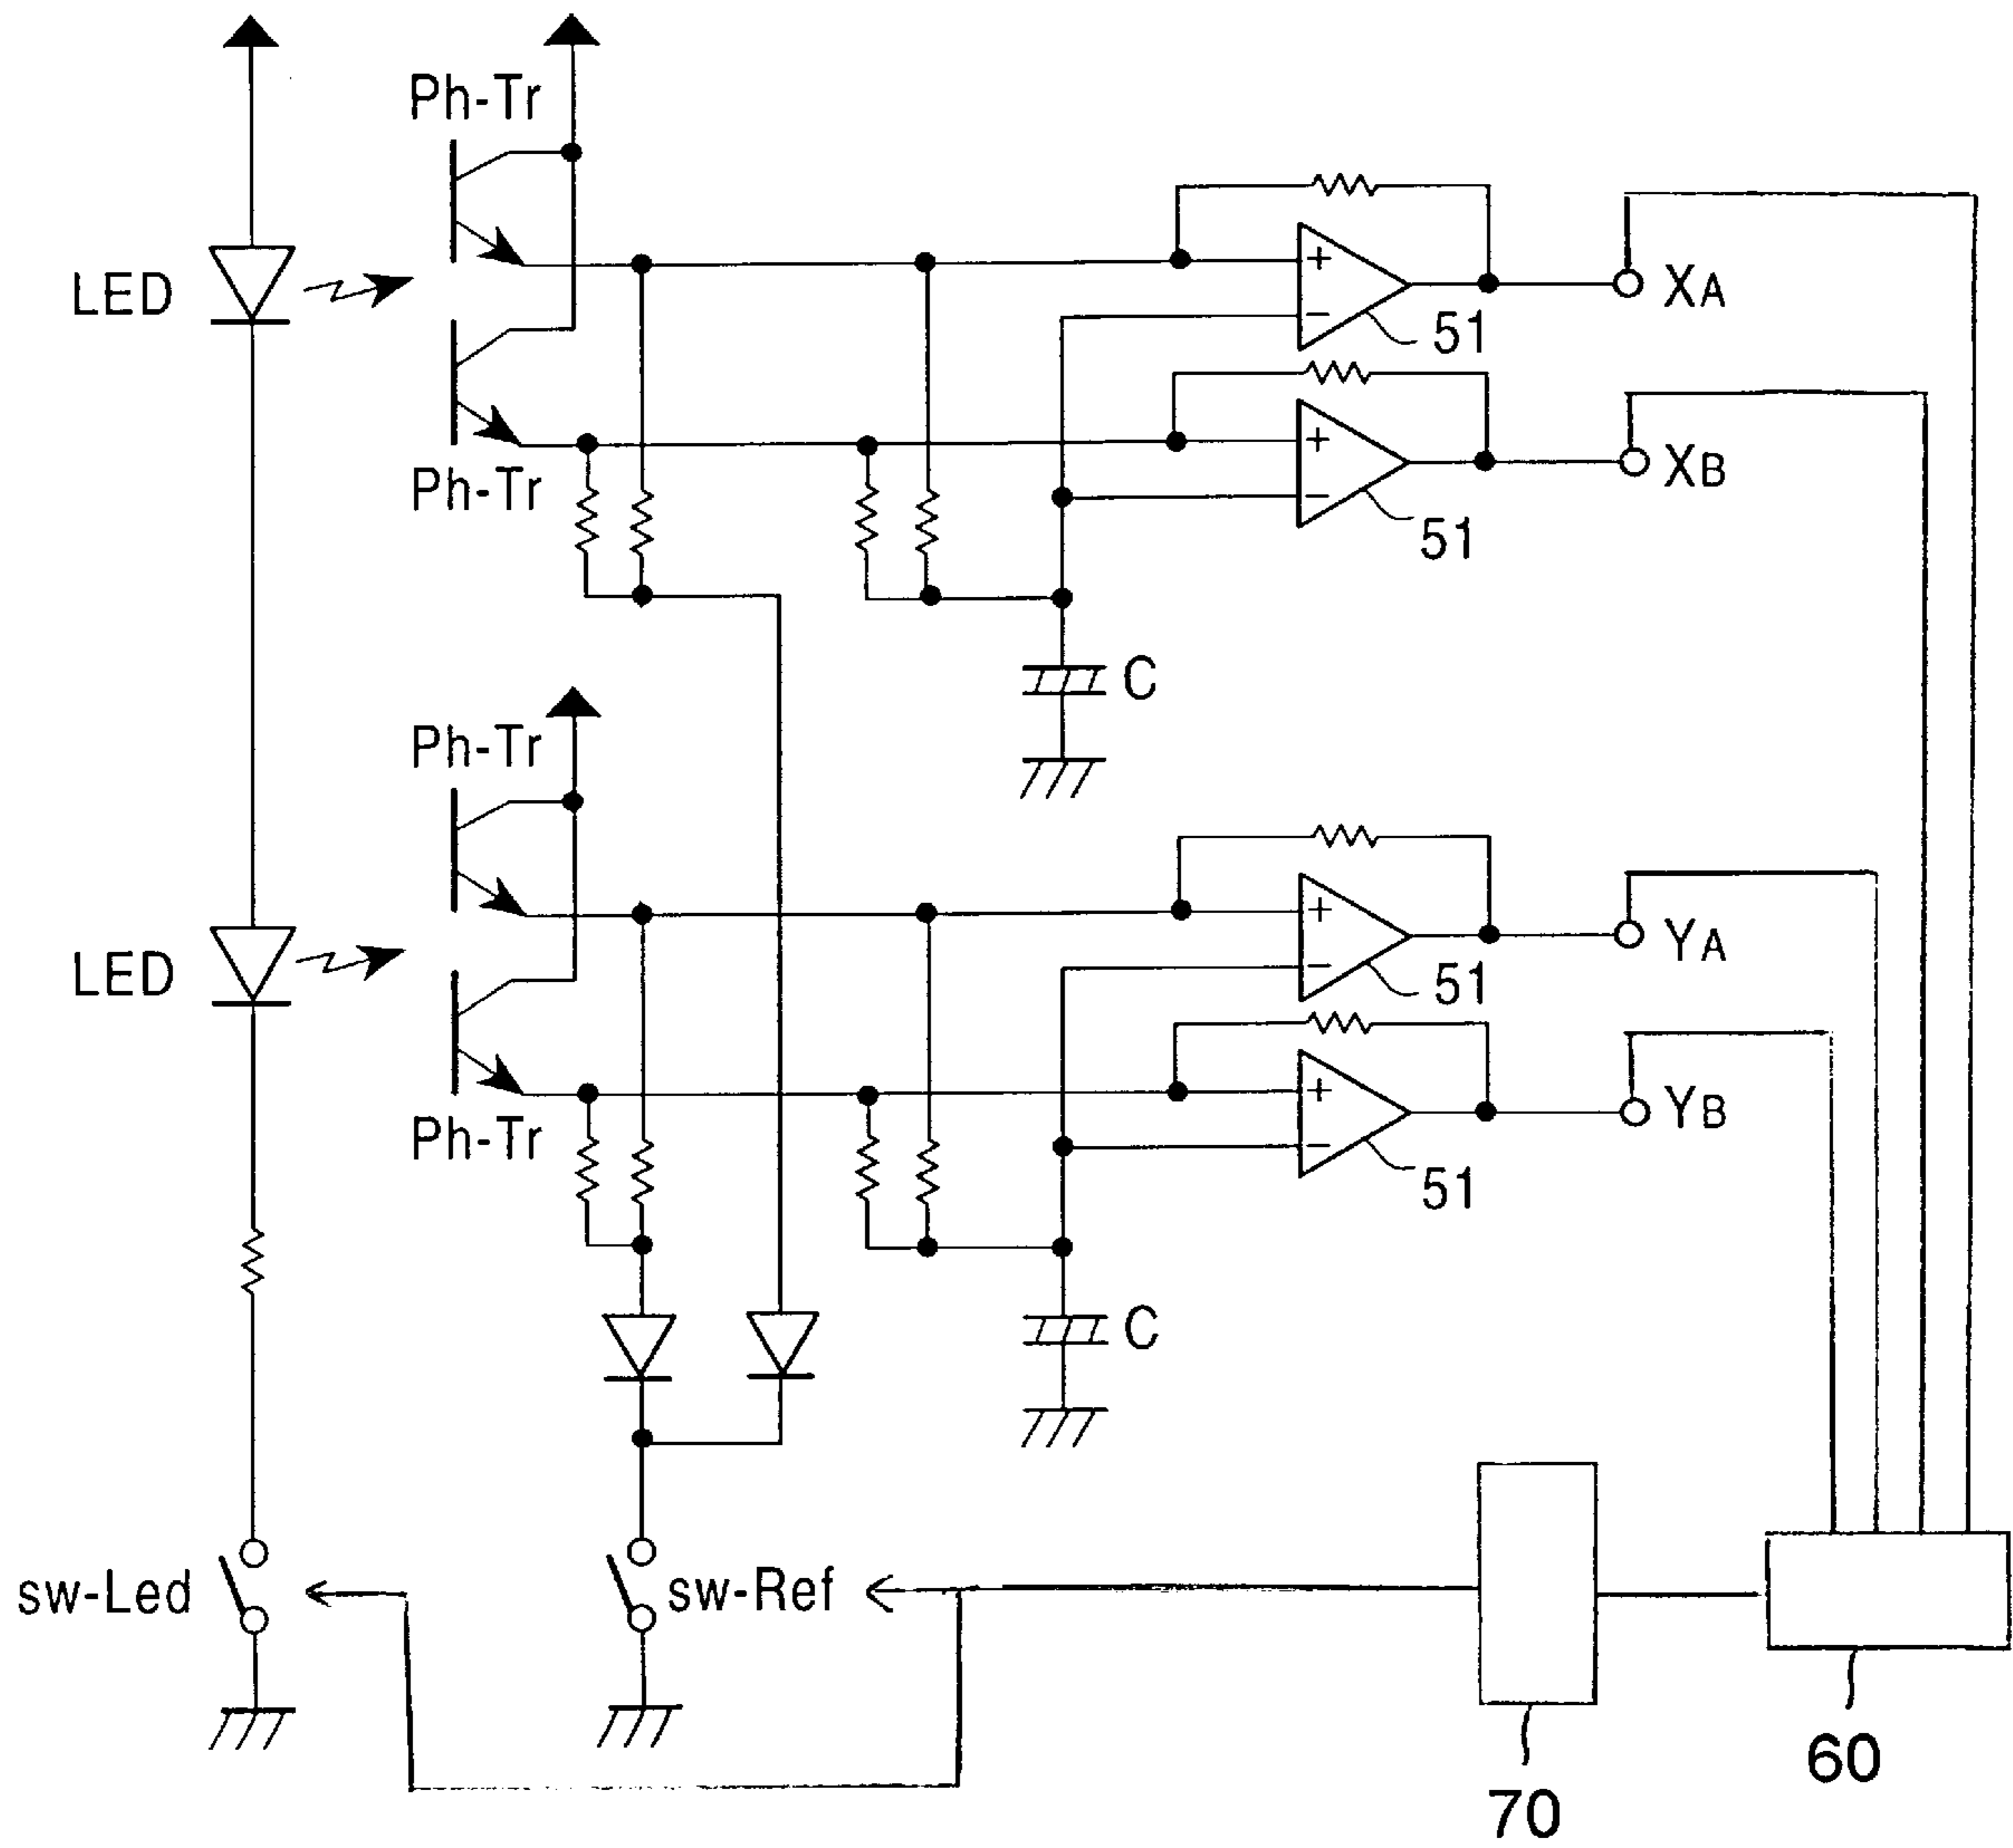 Ph-Tr
LED
XA
51
Ph-Tr
XB
51
C
Ph-Tr
LED
YA
51
Ph-Tr
YB
51
C
sw-Led
sw-Ref
60
70